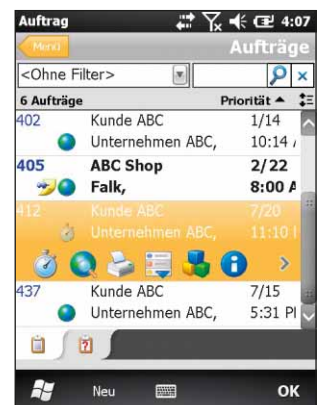 Auftrag 4:07
Menü Aufträge
<Ohne Filter>
6 Aufträge Priorität
402 Kunde ABC 1/14
Unternehmen ABC, 10:14
405 ABC Shop 2/22
Falk, 8:00 A
412 Kunde ABC 7/20
Unternehmen ABC, 11:10
437 Kunde ABC 7/15
Unternehmen ABC, 5:31 P
Neu OK